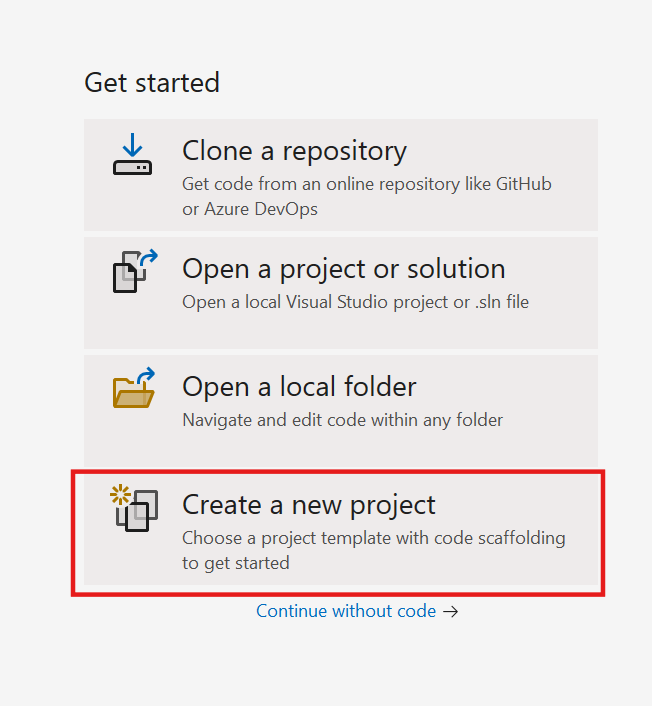 Get started
Clone a repository
Get code from an online repository like GitHub
or Azure DevOps
Open a project or solution
Open a local Visual Studio project or .sln file
Open a local folder
Navigate and edit code within any folder
Create a new project
Choose a project template with code scaffolding
to get started
Continue without code →